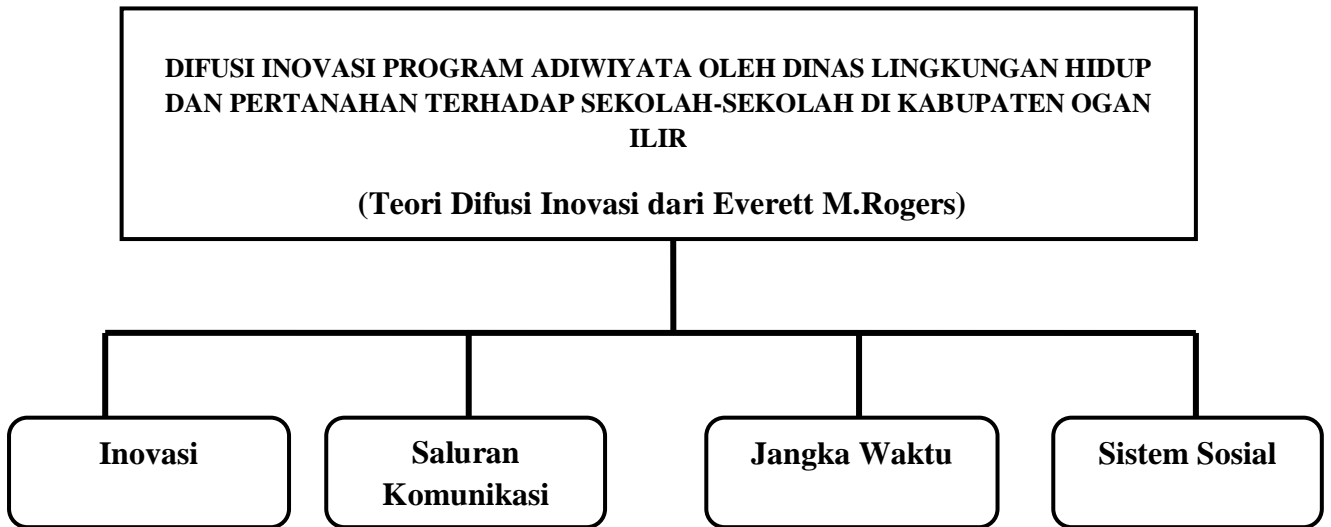 DIFUSI INOVASI PROGRAM ADIWIYATA OLEH DINAS LINGKUNGAN HIDUP
DAN PERTANAHAN TERHADAP SEKOLAH-SEKOLAH DI KABUPATEN OGAN
ILIR
(Teori Difusi Inovasi dari Everett M.Rogers)
Inovasi
Saluran
Komunikasi
Jangka Waktu
Sistem Sosial